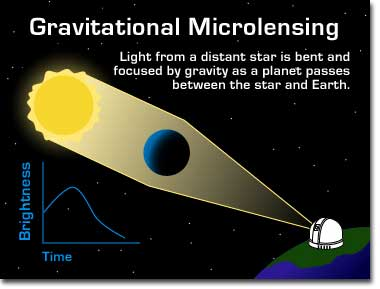 Gravitational Microlensing
Light from a distant star is bent and
focused by gravity as a planet passes
between the star and Earth.
Brightness
Time